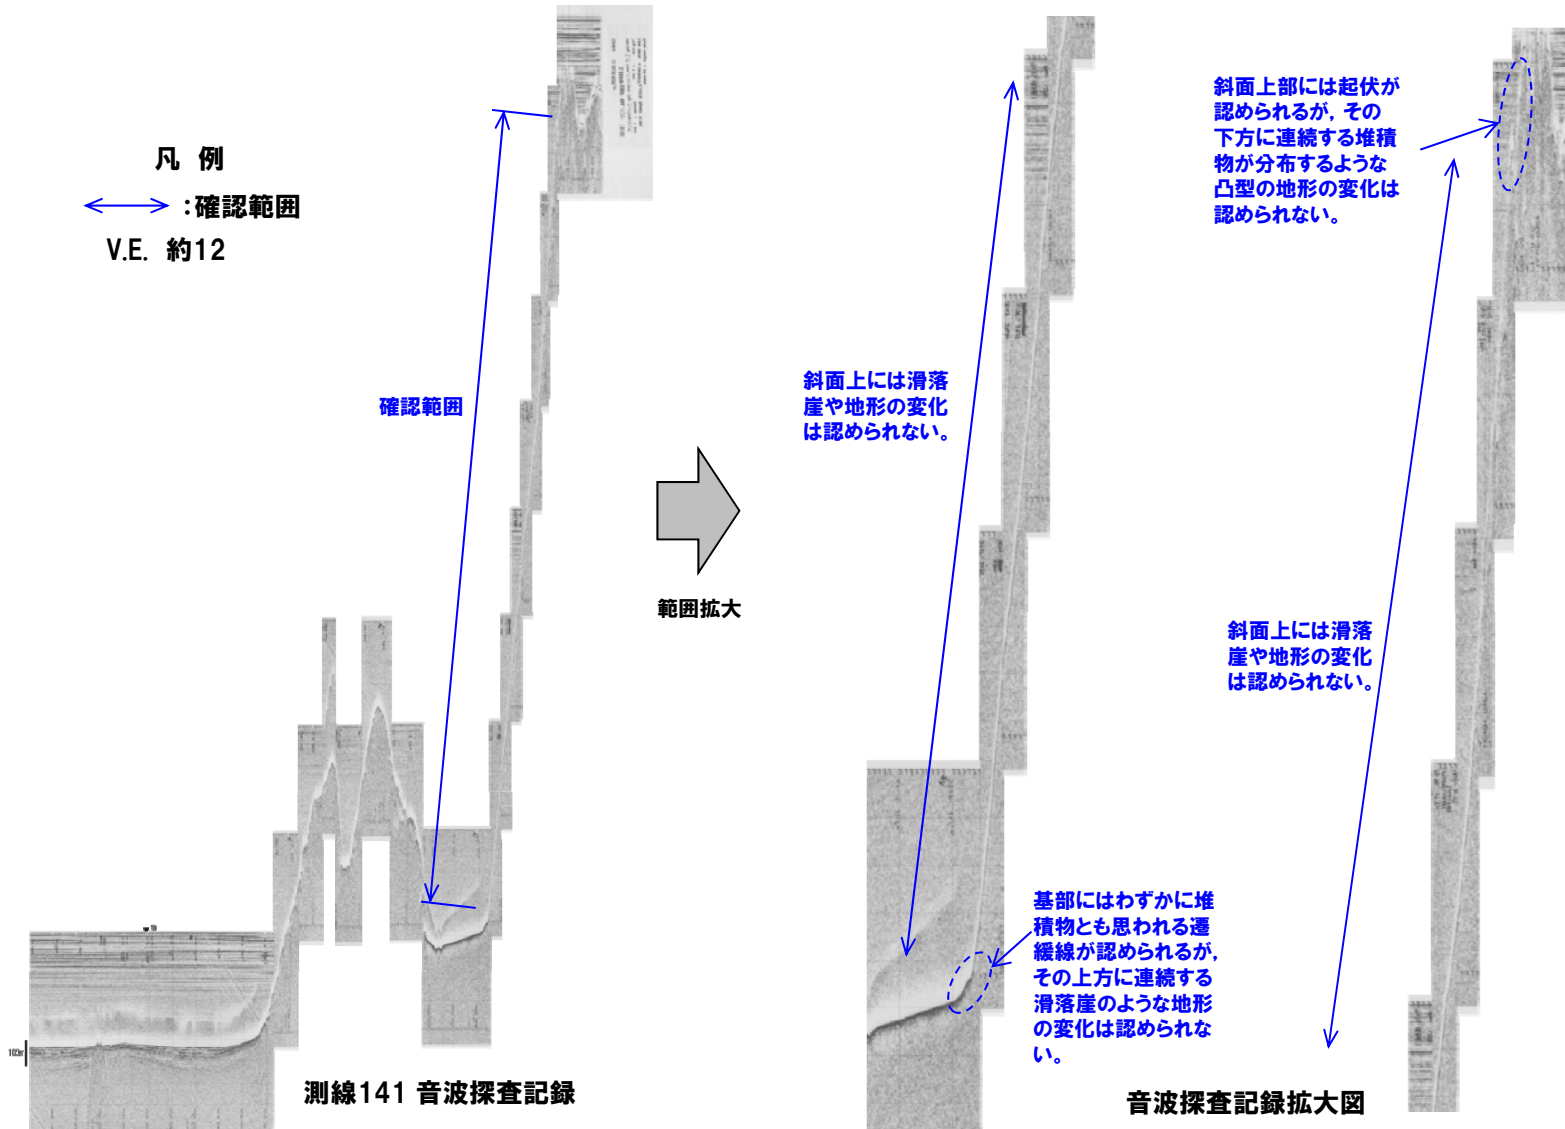 凡 例
:確認範囲
V.E. 約12
確認範囲
100m
測線141 音波探査記録
範囲拡大
斜面上には滑落
崖や地形の変化
は認められない。
基部にはわずかに堆
積物とも思われる遷
緩線が認められるが,
その上方に連続する
滑落崖のような地形
の変化は認められな
い。
斜面上部には起伏が
認められるが, その
下方に連続する堆積
物が分布するような
凸型の地形の変化は
認められない。
斜面上には滑落
崖や地形の変化
は認められない。
音波探査記録拡大図